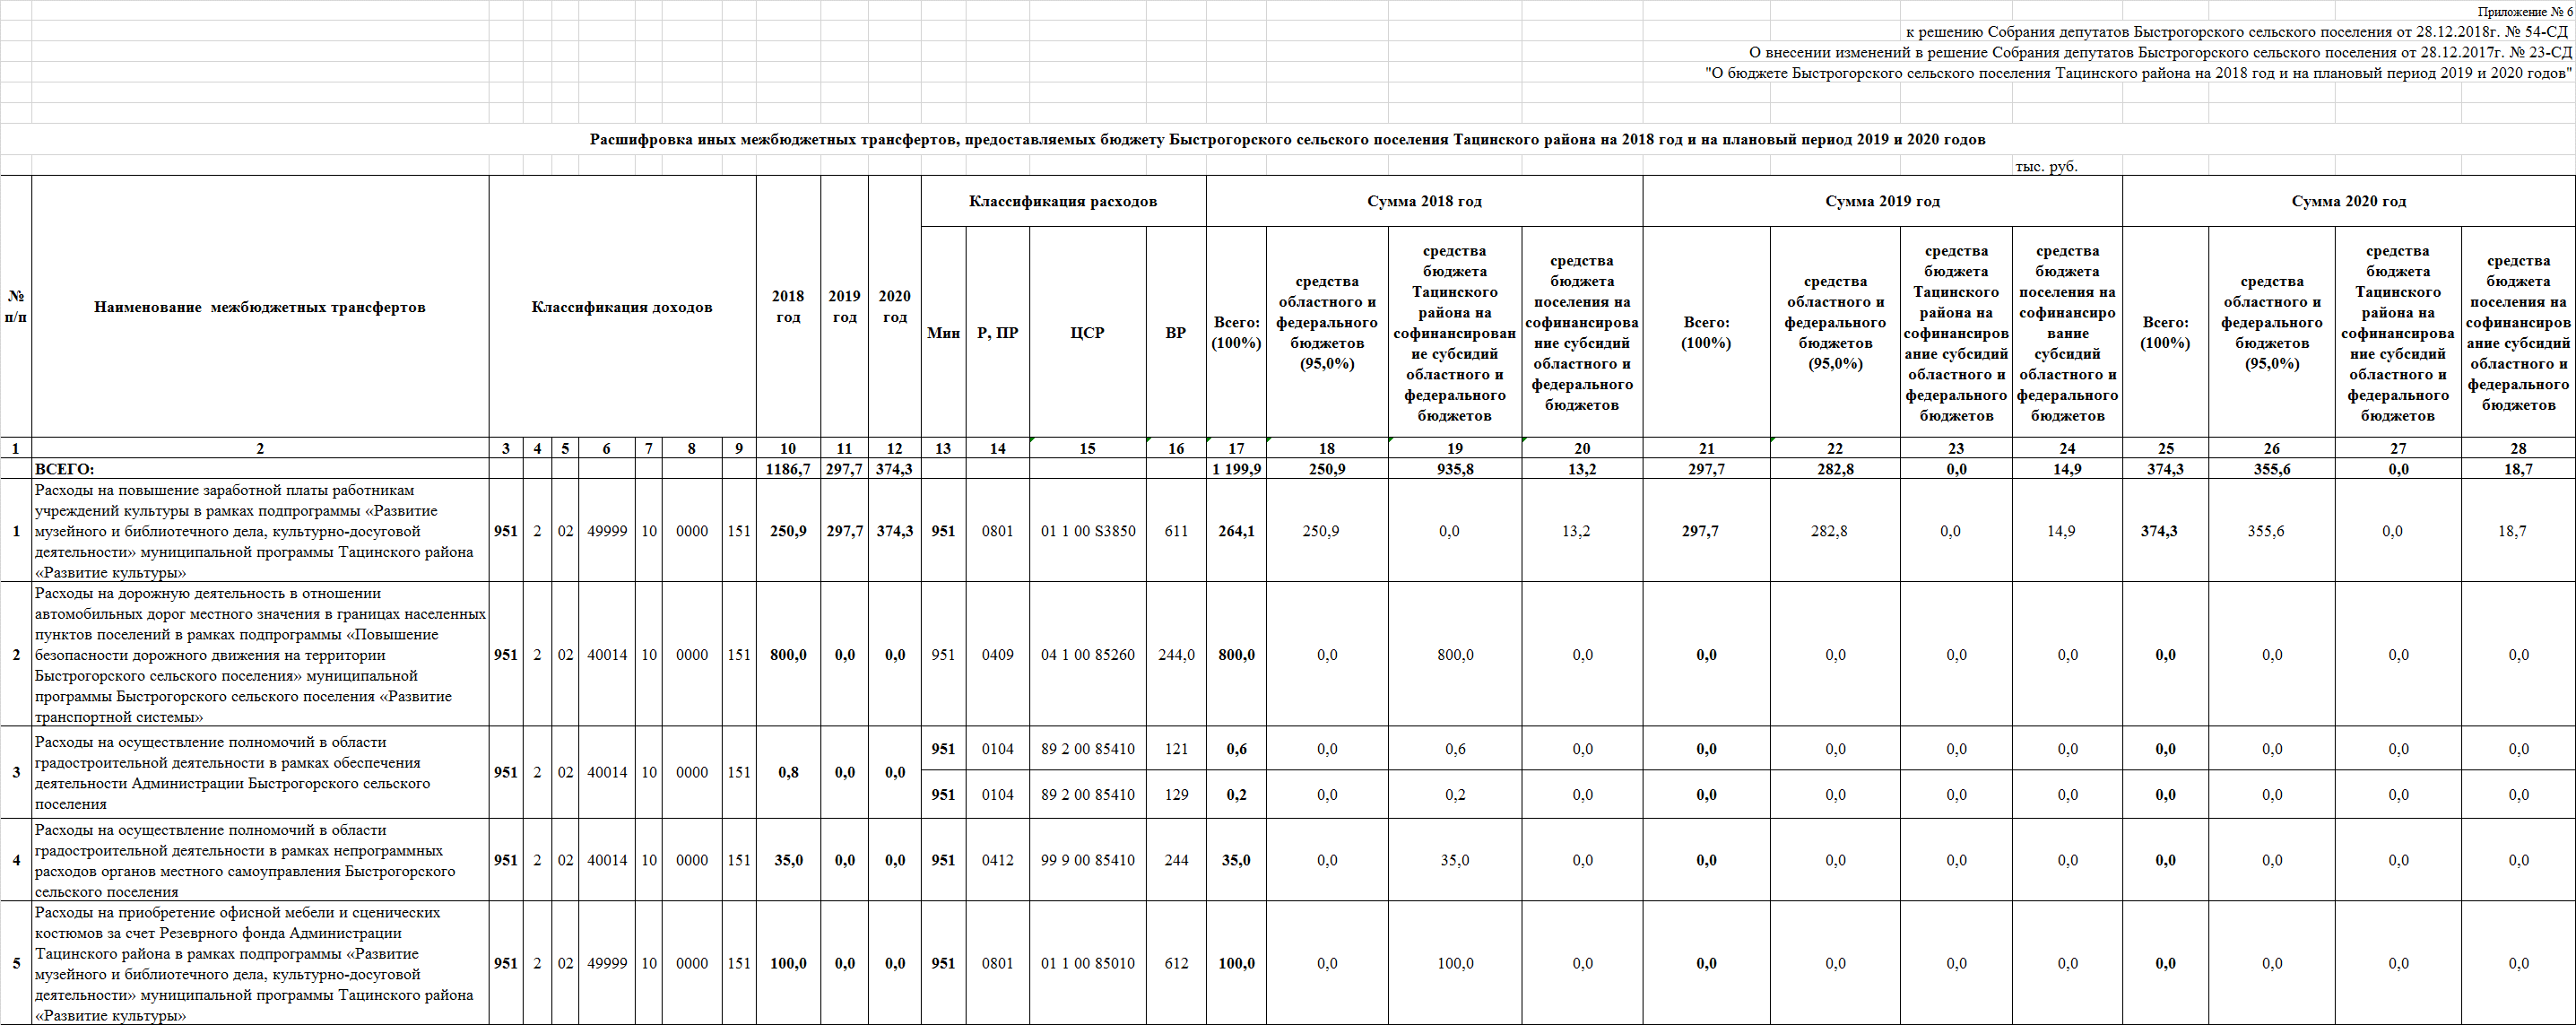 Приложение № 6
к решению Собрания депутатов Быстрогорского сельского поселения от 28.12.2018г. № 54-СД
О внесении изменений в решение Собрания депутатов Быстрогорского сельского поселения от 28.12.2017г. № 23-СД
"О бюджете Быстрогорского сельского поселения Тацинского района на 2018 год и на плановый период 2019 и 2020 годов"
Расшифровка иных межбюджетных трансфертов, предоставляемых бюджету Быстрогорского сельского поселения Тацинского района на 2018 год и на плановый период 2019 и 2020 годов
тыс. руб.
№
п/п
Наименование межбюджетных трансфертов
Классификация доходов
2018
год
2019
год
2020
год
Классификация расходов
Сумма 2018 год
Сумма 2019 год
Сумма 2020 год
Мин
Р, ПР
ЦСР
ВР
Всего:
(100%)
средства
областного и
федерального
бюджетов
(95,0%)
средства
бюджета
Тацинского
района на
софинансирован
ие субсидий
областного и
федерального
бюджетов
средства
бюджета
поселения на
софинансирова
ние субсидий
областного и
федерального
бюджетов
Всего:
(100%)
средства
областного и
федерального
бюджетов
(95,0%)
средства
бюджета
Тацинского
района на
софинансиров
ание субсидий
областного и
федерального
бюджетов
средства
бюджета
поселения на
софинансиро
вание
субсидий
областного и
федерального
бюджетов
Всего:
(100%)
средства
областного и
федерального
бюджетов
(95,0%)
средства
бюджета
Тацинского
района на
софинансирова
ние субсидий
областного и
федерального
бюджетов
средства
бюджета
поселения на
софинансиров
ание субсидий
областного и
федерального
бюджетов
1 2 3 4 5 6 7 8 9 10 11 12 13 14 15 16 17 18 19 20 21 22 23 24 25 26 27 28
ВСЕГО: 1186,7 297,7 374,3 1 199,9 250,9 935,8 13,2 297,7 282,8 0,0 14,9 374,3 355,6 0,0 18,7
Расходы на повышение заработной платы работникам
учреждений культуры в рамках подпрограммы «Развитие
музейного и библиотечного дела, культурно-досуговой
деятельности» муниципальной программы Тацинского района
«Развитие культуры»
1 951 2 02 49999 10 0000 151 250,9 297,7 374,3 951 0801 01 1 00 S3850 611 264,1 250,9 0,0 13,2 297,7 282,8 0,0 14,9 374,3 355,6 0,0 18,7
Расходы на дорожную деятельность в отношении
автомобильных дорог местного значения в границах населенных
пунктов поселений в рамках подпрограммы «Повышение
безопасности дорожного движения на территории
Быстрогорского сельского поселения» муниципальной
программы Быстрогорского сельского поселения «Развитие
транспортной системы»
2 951 2 02 40014 10 0000 151 800,0 0,0 0,0 951 0409 04 1 00 85260 244,0 800,0 0,0 800,0 0,0 0,0 0,0 0,0 0,0 0,0 0,0 0,0 0,0
Расходы на осуществление полномочий в области
градостроительной деятельности в рамках обеспечения
деятельности Администрации Быстрогорского сельского
поселения
3 951 2 02 40014 10 0000 151 0,8 0,0 0,0
951 0104 89 2 00 85410 121 0,6 0,0 0,6 0,0 0,0 0,0 0,0 0,0 0,0 0,0 0,0 0,0
951 0104 89 2 00 85410 129 0,2 0,0 0,2 0,0 0,0 0,0 0,0 0,0 0,0 0,0 0,0 0,0
Расходы на осуществление полномочий в области
градостроительной деятельности в рамках непрограммных
расходов органов местного самоуправления Быстрогорского
сельского поселения
4 951 2 02 40014 10 0000 151 35,0 0,0 0,0 951 0412 99 9 00 85410 244 35,0 0,0 35,0 0,0 0,0 0,0 0,0 0,0 0,0 0,0 0,0 0,0
Расходы на приобретение офисной мебели и сценических
костюмов за счет Резеврного фонда Администрации
Тацинского района в рамках подпрограммы «Развитие
музейного и библиотечного дела, культурно-досуговой
деятельности» муниципальной программы Тацинского района
«Развитие культуры»
5 951 2 02 49999 10 0000 151 100,0 0,0 0,0 951 0801 01 1 00 85010 612 100,0 0,0 100,0 0,0 0,0 0,0 0,0 0,0 0,0 0,0 0,0 0,0